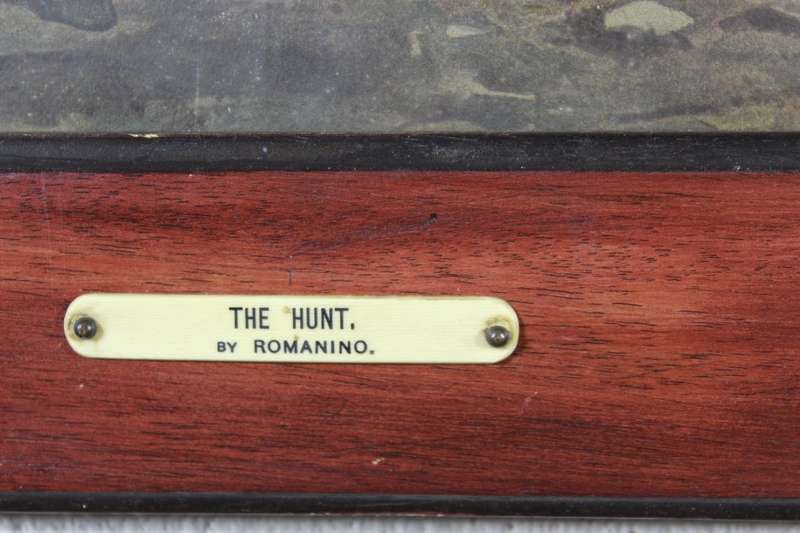 THE HUNT.
BY ROMANINO.